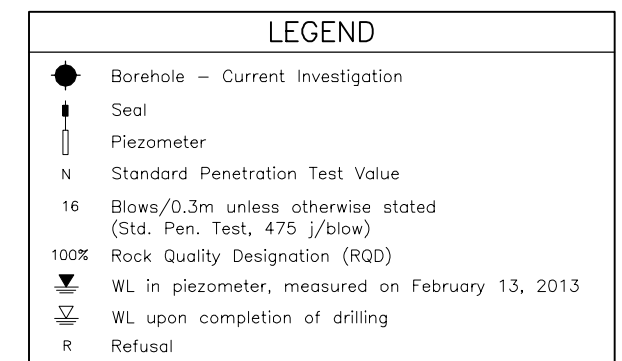 LEGEND
Borehole – Current Investigation
Seal
Piezometer
N Standard Penetration Test Value
16 Blows/0.3m unless otherwise stated
(Std. Pen. Test, 475 j/blow)
100% Rock Quality Designation (RQD)
WL in piezometer, measured on February 13, 2013
WL upon completion of drilling
R Refusal